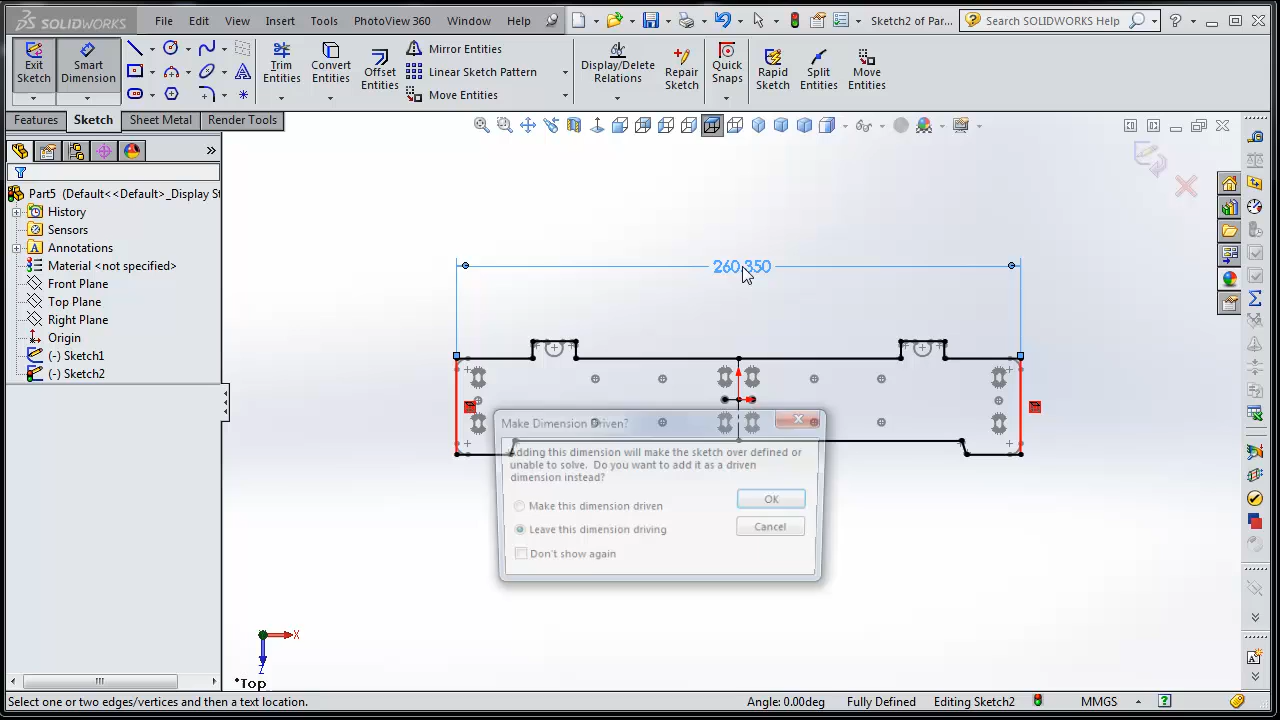 SOLIDWORKS
File Edit View Insert Tools PhotoView 360 Window Help
Sketch2 of Par...
Search SOLIDWORKS Help
Exit Sketch
Smart Dimension
Trim Entities
Convert Entities
Offset Entities
Mirror Entities
Linear Sketch Pattern
Move Entities
Display/Delete Relations
Repair Sketch
Quick Snaps
Rapid Sketch
Split Entities
Move Entities
Features Sketch Sheet Metal Render Tools
Part5 (Default<<Default>_Display St
History
Sensors
Annotations
Material <not specified>
Front Plane
Top Plane
Right Plane
Origin
(-) Sketch1
(-) Sketch2
260.350
Make Dimension Driven?
Adding this dimension will make the sketch over defined or
unable to solve. Do you want to add it as a driven
dimension instead?
Make this dimension driven
Leave this dimension driving
Don't show again
OK
Cancel
X
Z
*Top
Select one or two edges/vertices and then a text location.
Angle: 0.00deg Fully Defined Editing Sketch2 MMGS